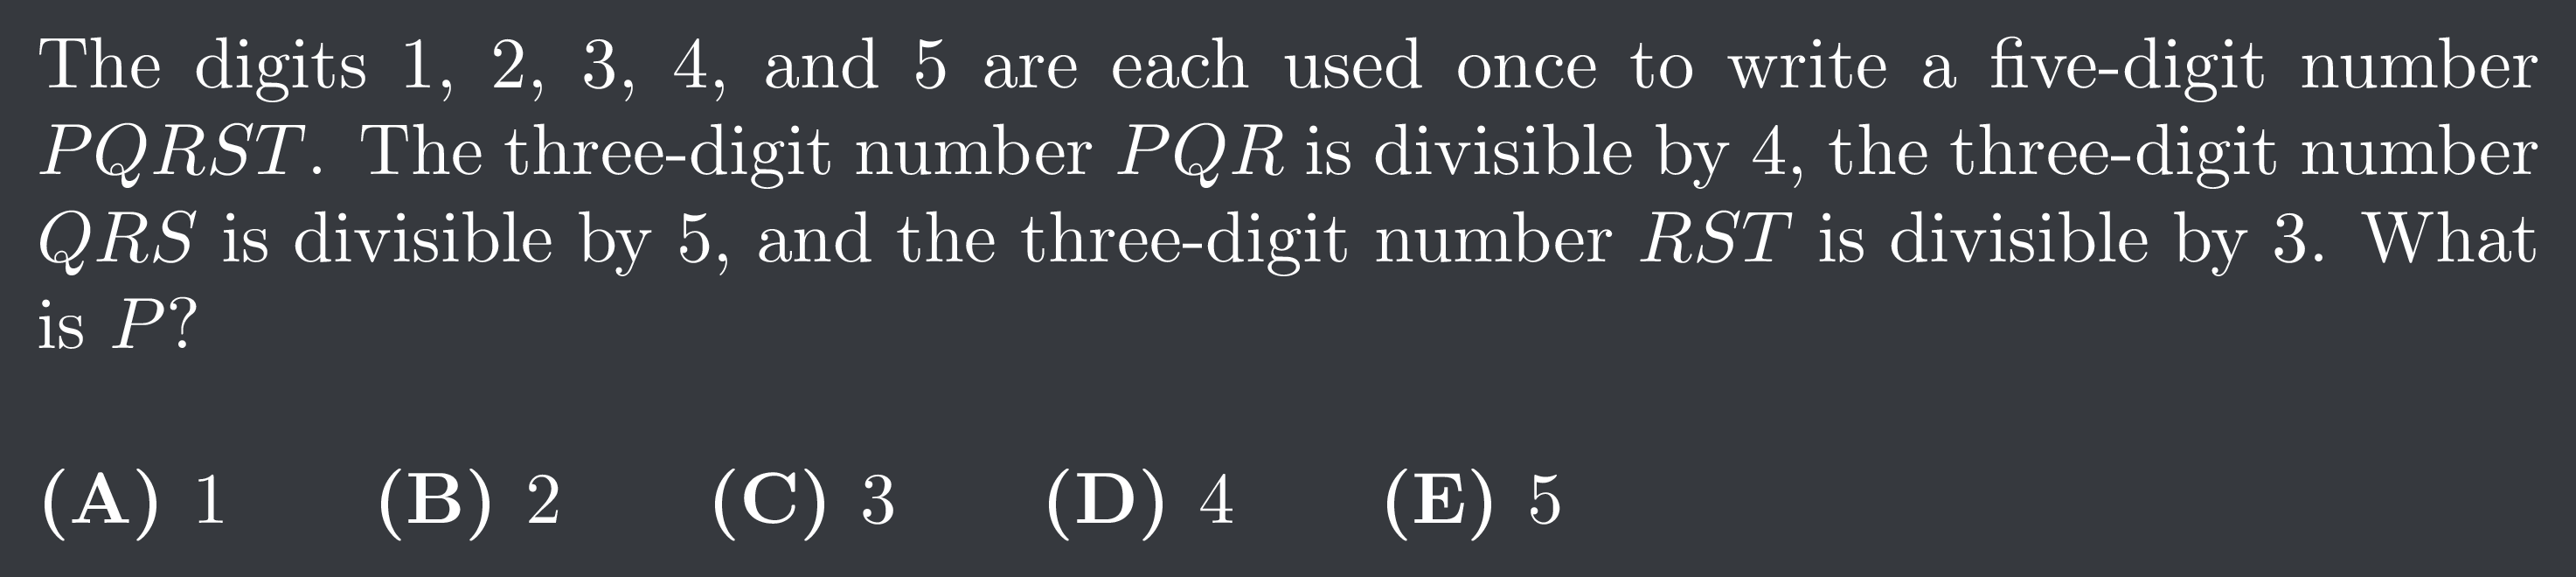 The digits 1, 2, 3, 4, and 5 are each used once to write a five-digit number
PQRST. The three-digit number PQR is divisible by 4, the three-digit number
QRS is divisible by 5, and the three-digit number RST is divisible by 3. What
is P?
(A) 1 (B) 2 (C) 3 (D) 4 (E) 5